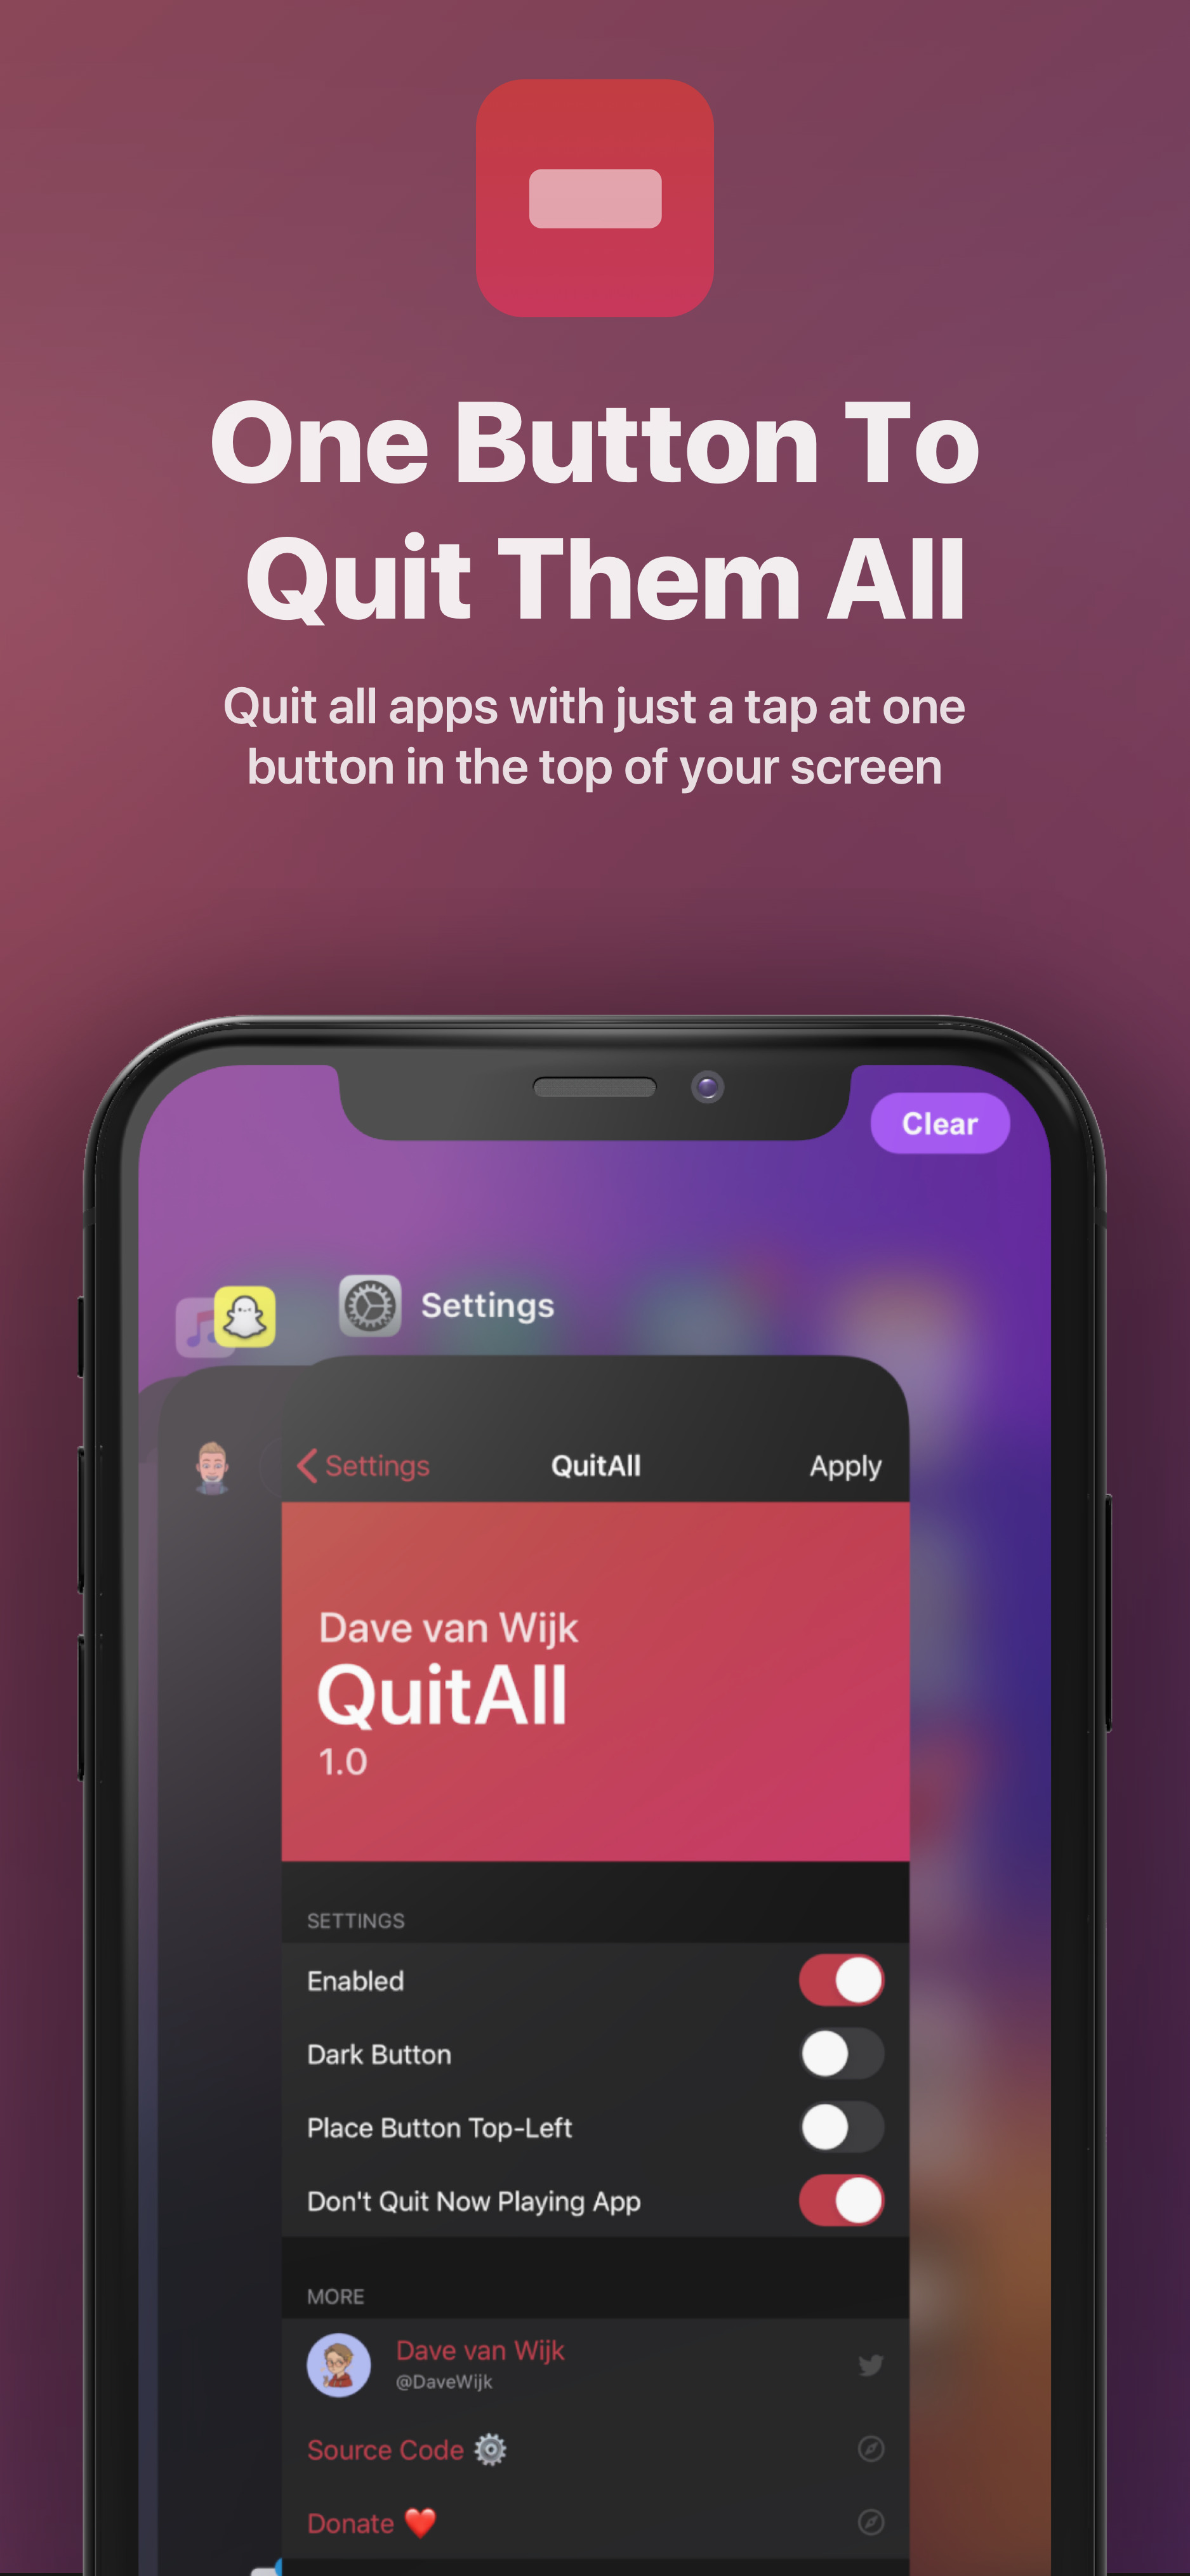 One Button To
Quit Them All
Quit all apps with just a tap at one
button in the top of your screen
Clear
Settings
Settings
QuitAll
Apply
Dave van Wijk
QuitAll
1.0
SETTINGS
Enabled
Dark Button
Place Button Top-Left
Don't Quit Now Playing App
MORE
Dave van Wijk
@DaveWijk
Source Code ⚙️
Donate ❤️